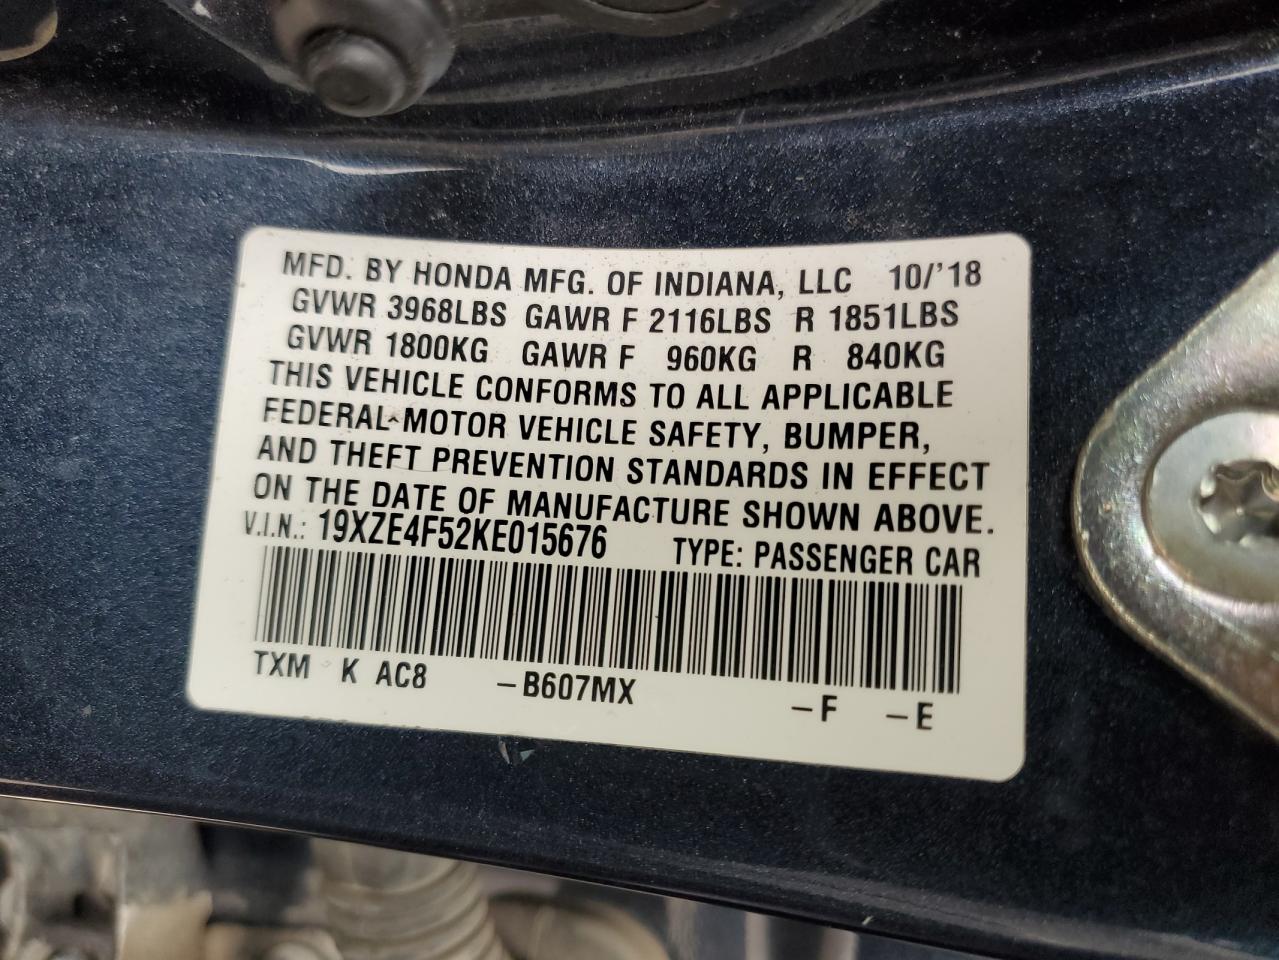 MFD. BY HONDA MFG. OF INDIANA, LLC 10/'18
GVWR 3968LBS GAWR F 2116LBS R 1851LBS
GVWR 1800KG GAWR F 960KG R 840KG
THIS VEHICLE CONFORMS TO ALL APPLICABLE
FEDERAL MOTOR VEHICLE SAFETY, BUMPER,
AND THEFT PREVENTION STANDARDS IN EFFECT
ON THE DATE OF MANUFACTURE SHOWN ABOVE.
V.I.N.: 19XZE4F52KE015676 TYPE: PASSENGER CAR
TXM K AC8 -B607MX -F -E